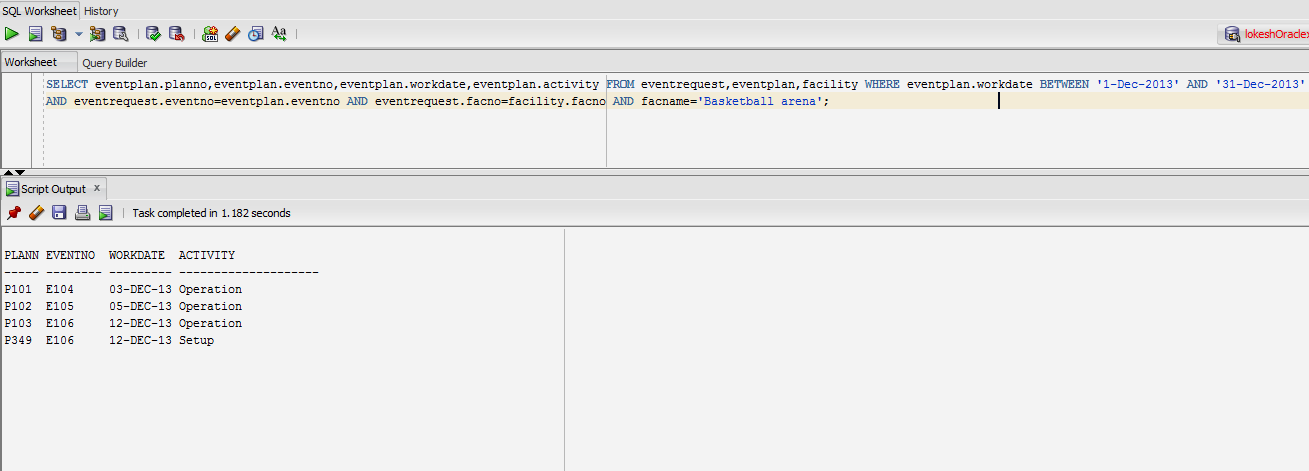 SQL Worksheet History
lokeshOracle
Worksheet Query Builder
SELECT eventplan.planno,eventplan.eventno,eventplan.workdate,eventplan.activity FROM eventrequest,eventplan,facility WHERE eventplan.workdate BETWEEN '1-Dec-2013' AND '31-Dec-2013'
AND eventrequest.eventno=eventplan.eventno AND eventrequest.facno=facility.facno AND facname='Basketball arena';
Script Output x
Task completed in 1.182 seconds
PLANN EVENTNO WORKDATE ACTIVITY
----- -------- --------- --------------------
P101 E104 03-DEC-13 Operation
P102 E105 05-DEC-13 Operation
P103 E106 12-DEC-13 Operation
P349 E106 12-DEC-13 Setup